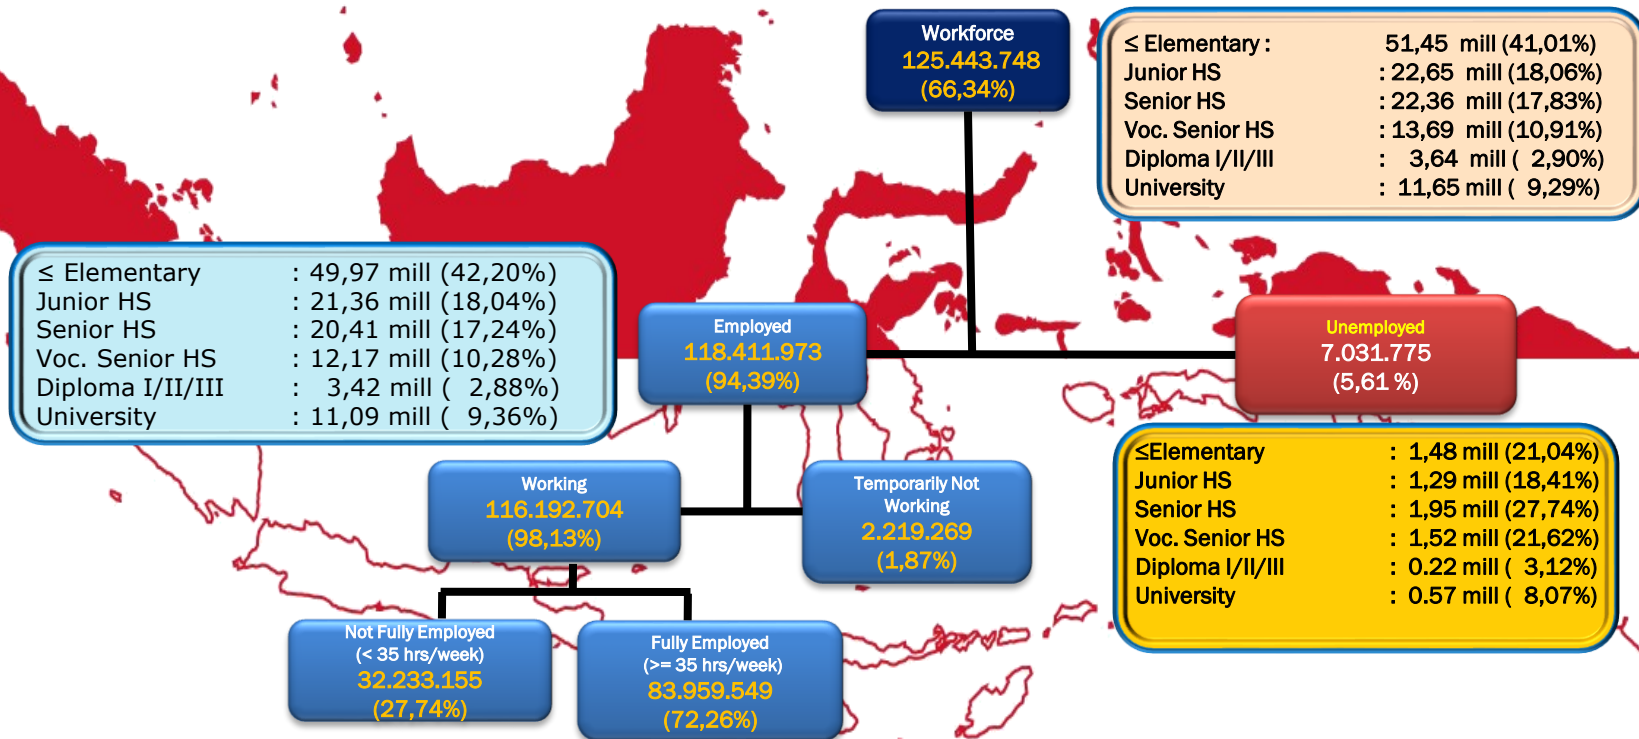 Workforce
125.443.748
(66,34%)
≤ Elementary : 51,45 mill (41,01%)
Junior HS : 22,65 mill (18,06%)
Senior HS : 22,36 mill (17,83%)
Voc. Senior HS : 13,69 mill (10,91%)
Diploma I/II/III : 3,64 mill ( 2,90%)
University : 11,65 mill ( 9,29%)
≤ Elementary : 49,97 mill (42,20%)
Junior HS : 21,36 mill (18,04%)
Senior HS : 20,41 mill (17,24%)
Voc. Senior HS : 12,17 mill (10,28%)
Diploma I/II/III : 3,42 mill ( 2,88%)
University : 11,09 mill ( 9,36%)
Employed
118.411.973
(94,39%)
Unemployed
7.031.775
(5,61 %)
≤Elementary : 1,48 mill (21,04%)
Junior HS : 1,29 mill (18,41%)
Senior HS : 1,95 mill (27,74%)
Voc. Senior HS : 1,52 mill (21,62%)
Diploma I/II/III : 0.22 mill ( 3,12%)
University : 0.57 mill ( 8,07%)
Working
116.192.704
(98,13%)
Temporarily Not
Working
2.219.269
(1,87%)
Not Fully Employed
(< 35 hrs/week)
32.233.155
(27,74%)
Fully Employed
(>= 35 hrs/week)
83.959.549
(72,26%)